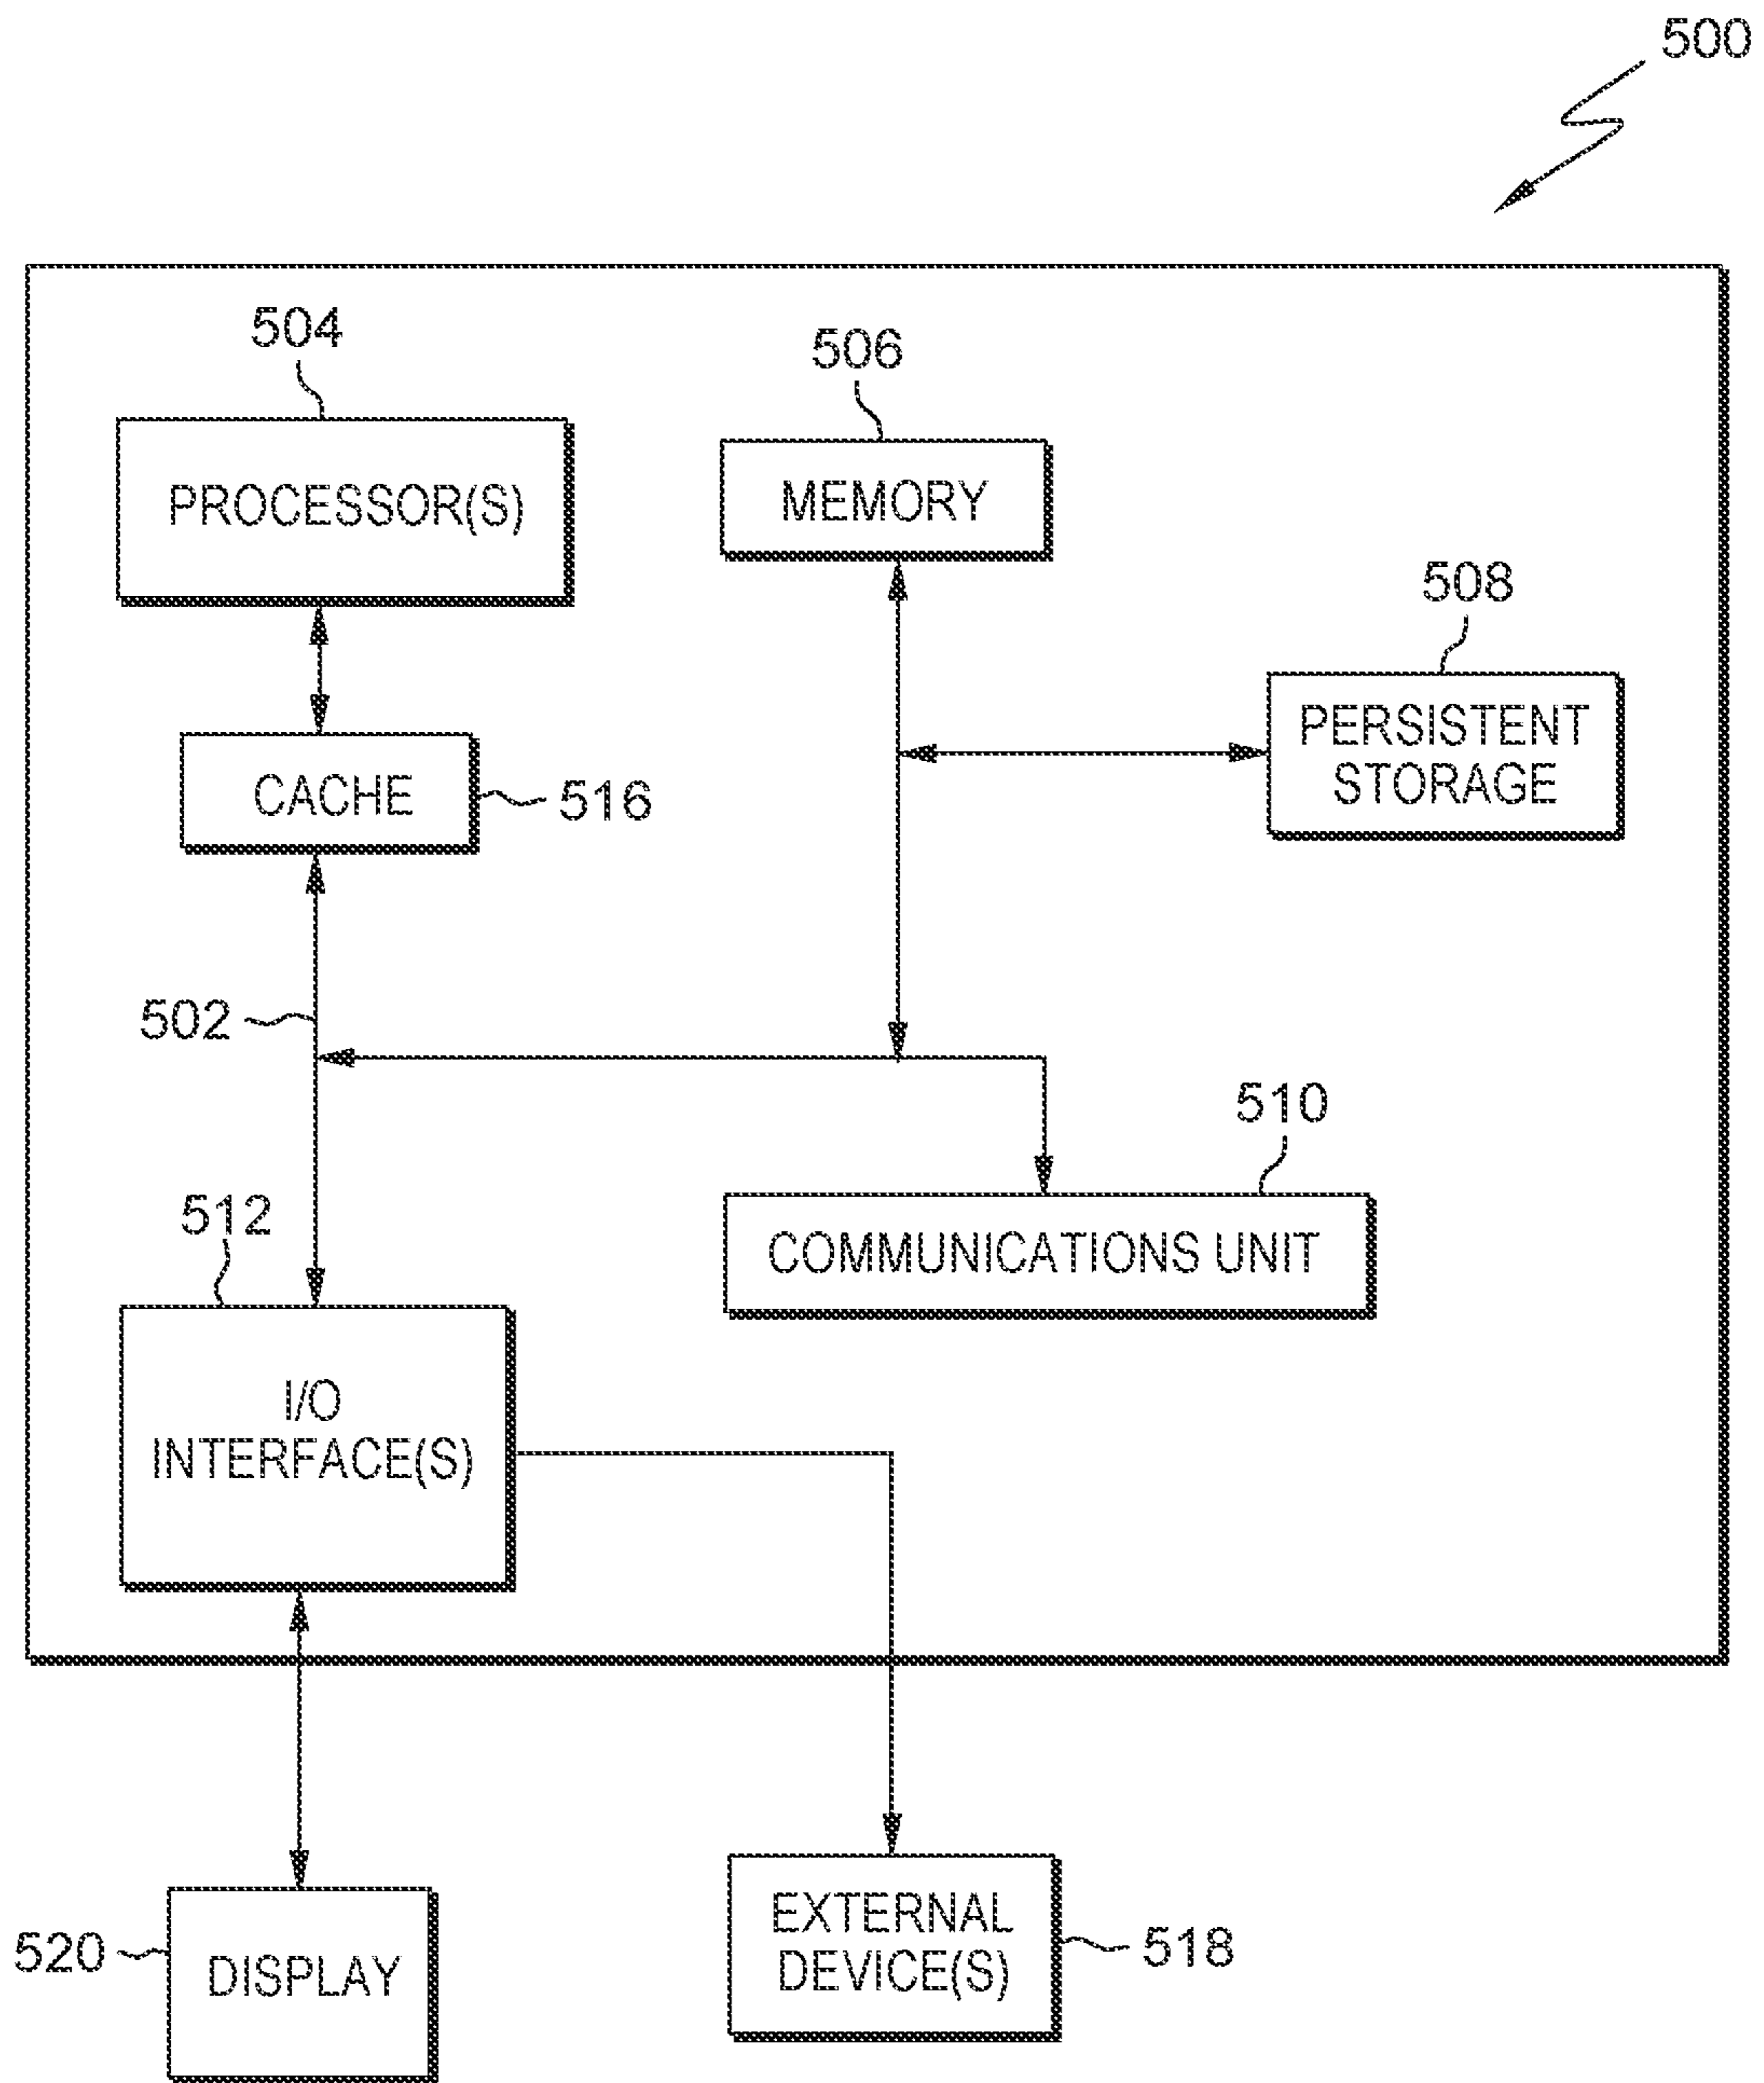 500
504
PROCESSOR(S)
506
MEMORY
508
PERSISTENT
STORAGE
CACHE
516
502
510
COMMUNICATIONS UNIT
512
I/O
INTERFACE(S)
520
DISPLAY
EXTERNAL
DEVICE(S)
518